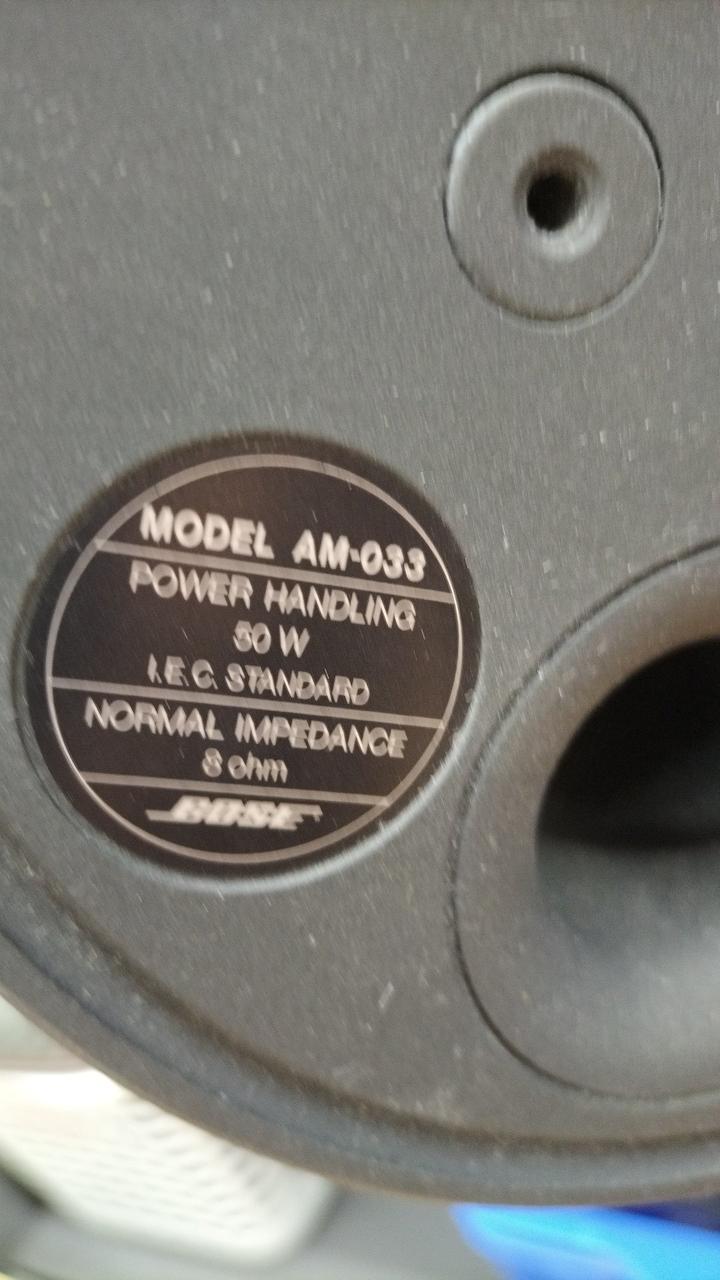 MODEL AM-033
POWER HANDLING
50 W
I.E.C. STANDARD
NORMAL IMPEDANCE
8 ohm
BOSE